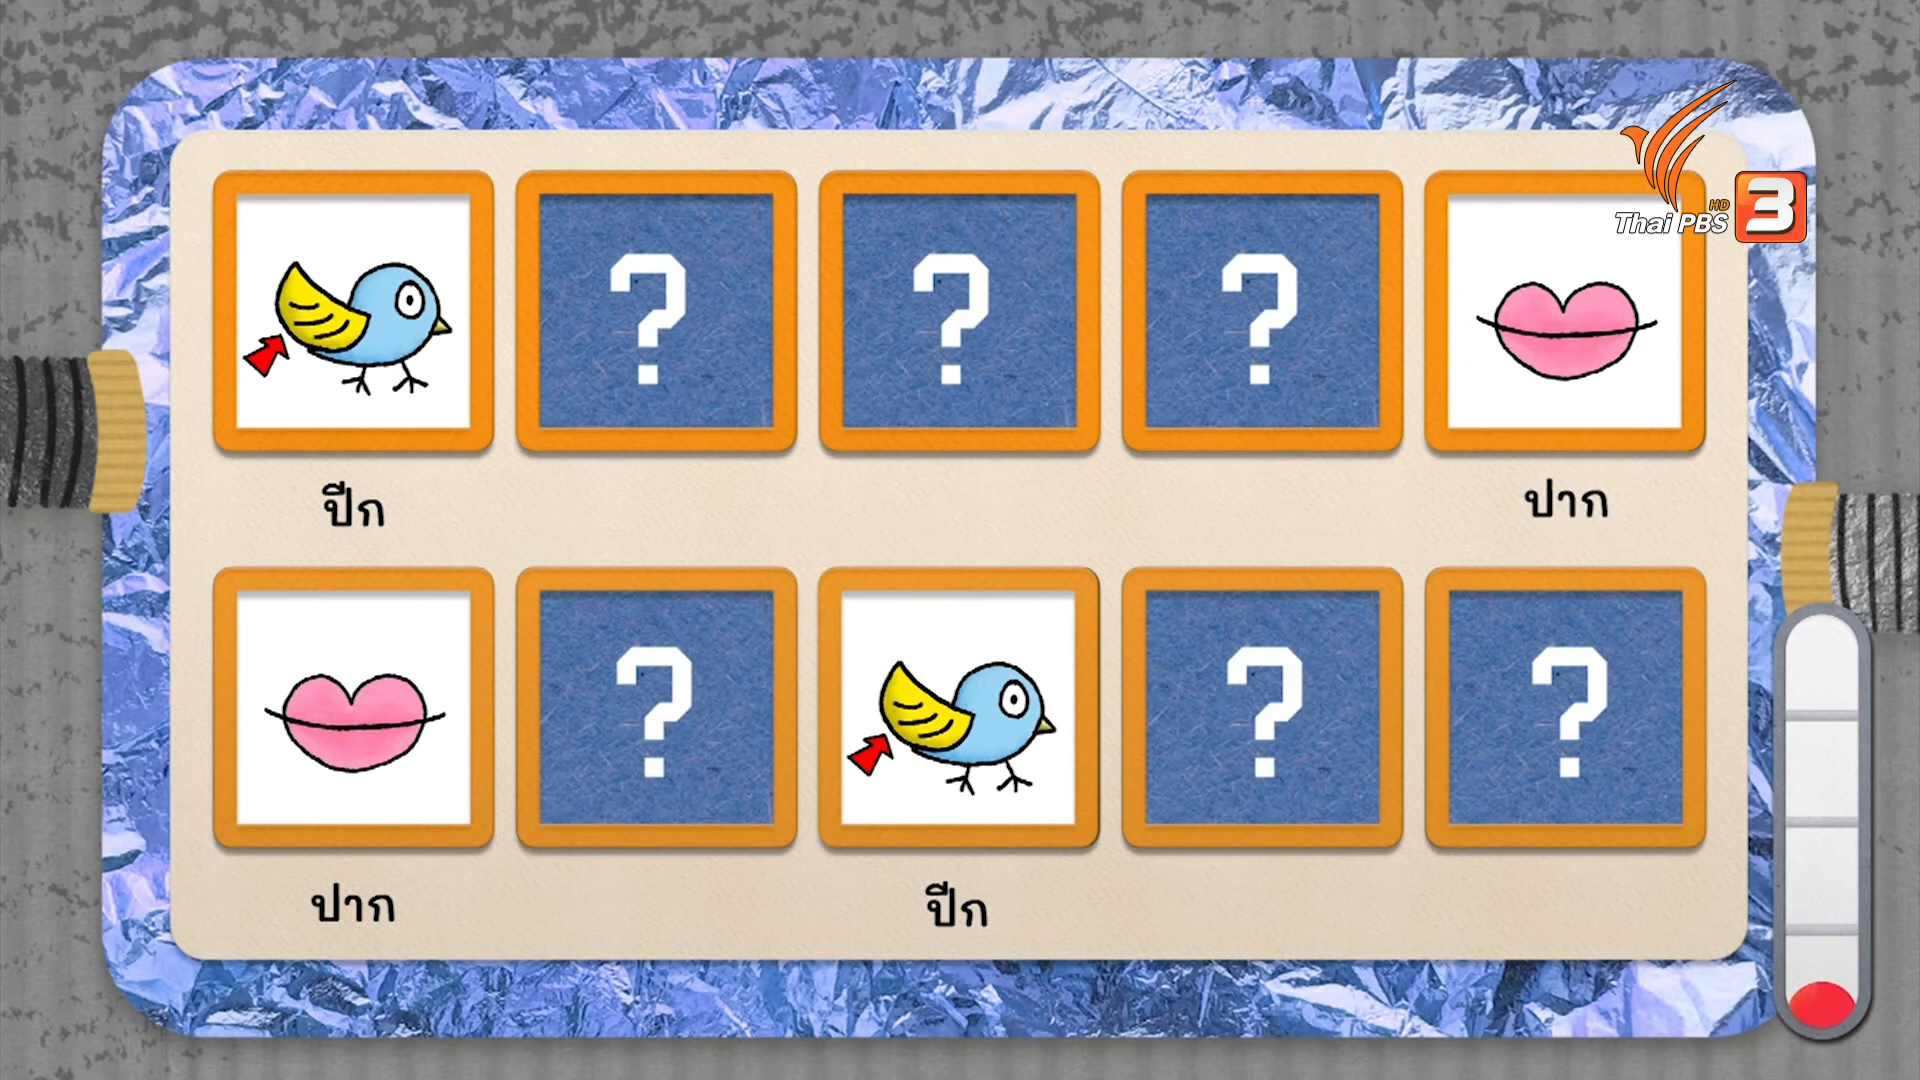 ? ? ?
HD
Thai PBS 3
ปีก ปาก
? ? ?
ปาก ปีก